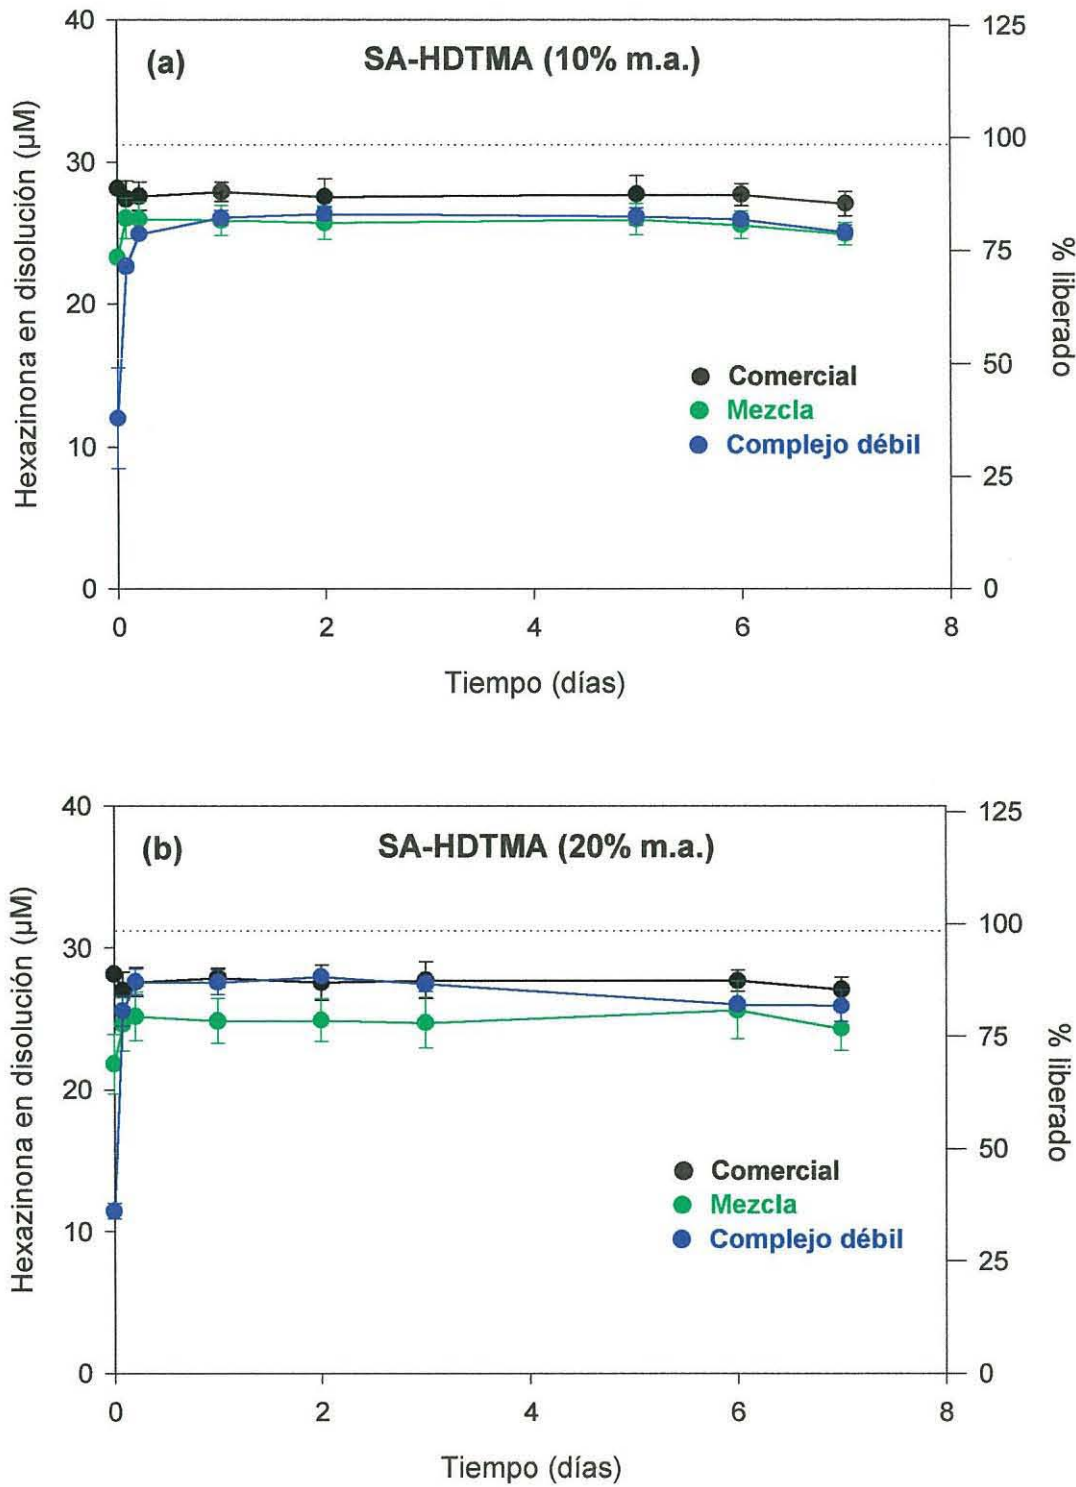 (a) SA-HDTMA (10% m.a.)
Hexazinona en disolución (µM)
40
30
20
10
0
125
100
75
50
25
0
% liberado
Comercial
Mezcla
Complejo débil
0 2 4 6 8
Tiempo (días)
(b) SA-HDTMA (20% m.a.)
Hexazinona en disolución (µM)
40
30
20
10
0
125
100
75
50
25
0
% liberado
Comercial
Mezcla
Complejo débil
0 2 4 6 8
Tiempo (días)